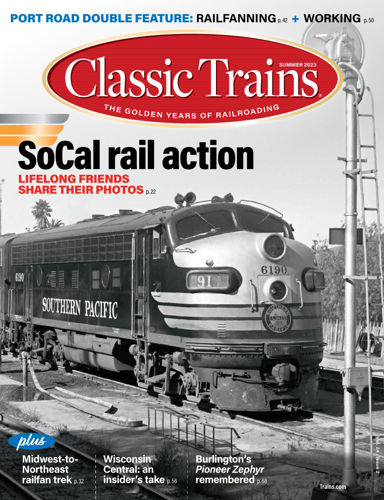 PORT ROAD DOUBLE FEATURE: RAILFANNING p.42 + WORKING p.50
SUMMER 2023
Classic Trains
THE GOLDEN YEARS OF RAILROADING
SoCal rail action
LIFELONG FRIENDS
SHARE THEIR PHOTOS p.22
91
6190
6190
SOUTHERN PACIFIC
plus
Midwest-to-
Northeast
railfan trek p.32
Wisconsin
Central: an
insider's take p.56
Burlington's
Pioneer Zephyr
remembered p.68
Trains.com